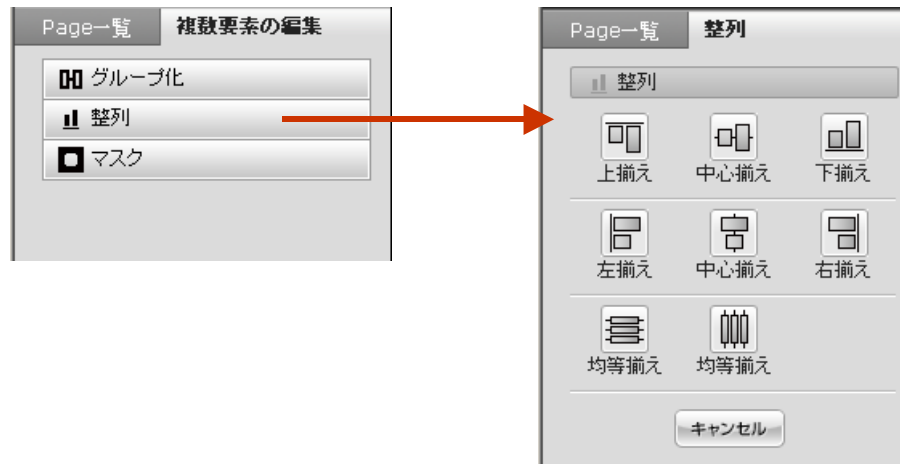 Page一覧 複数要素の編集
グループ化
整列
マスク
Page一覧 整列
整列
上揃え 中心揃え 下揃え
左揃え 中心揃え 右揃え
均等揃え 均等揃え
キャンセル